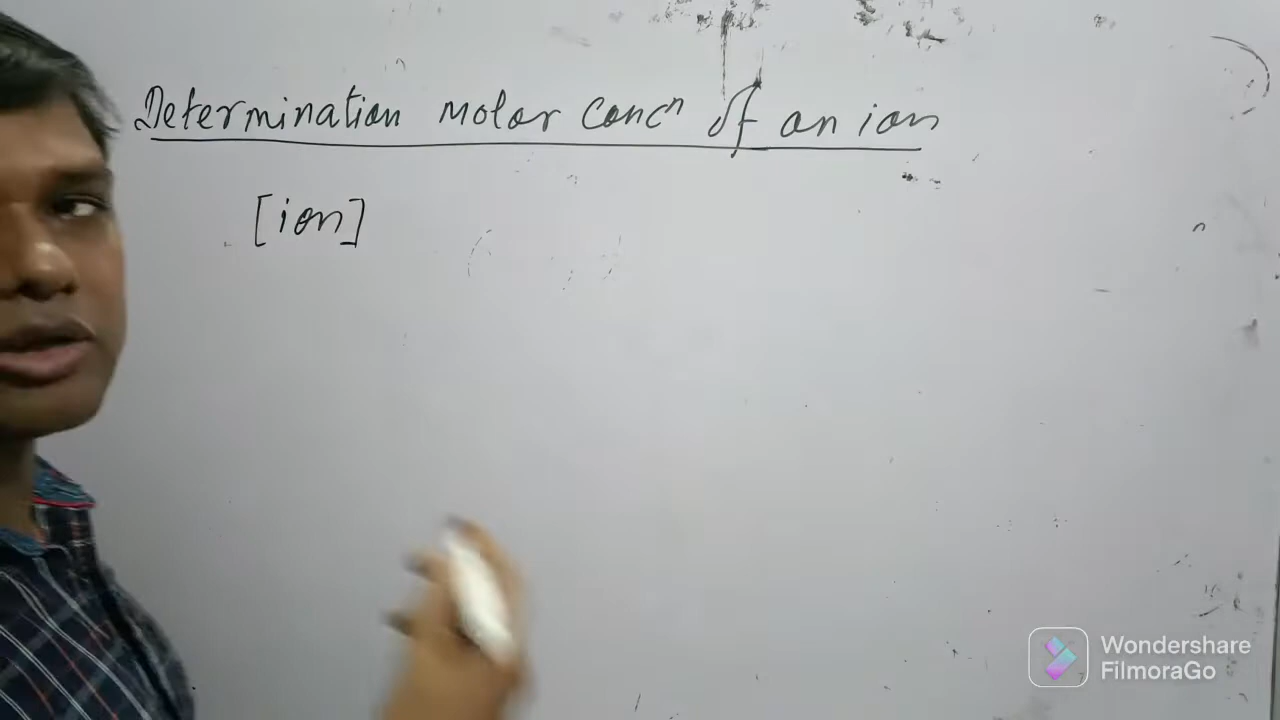 Determination Molar Concⁿ of an ion
[ion]
Wondershare
FilmoraGo